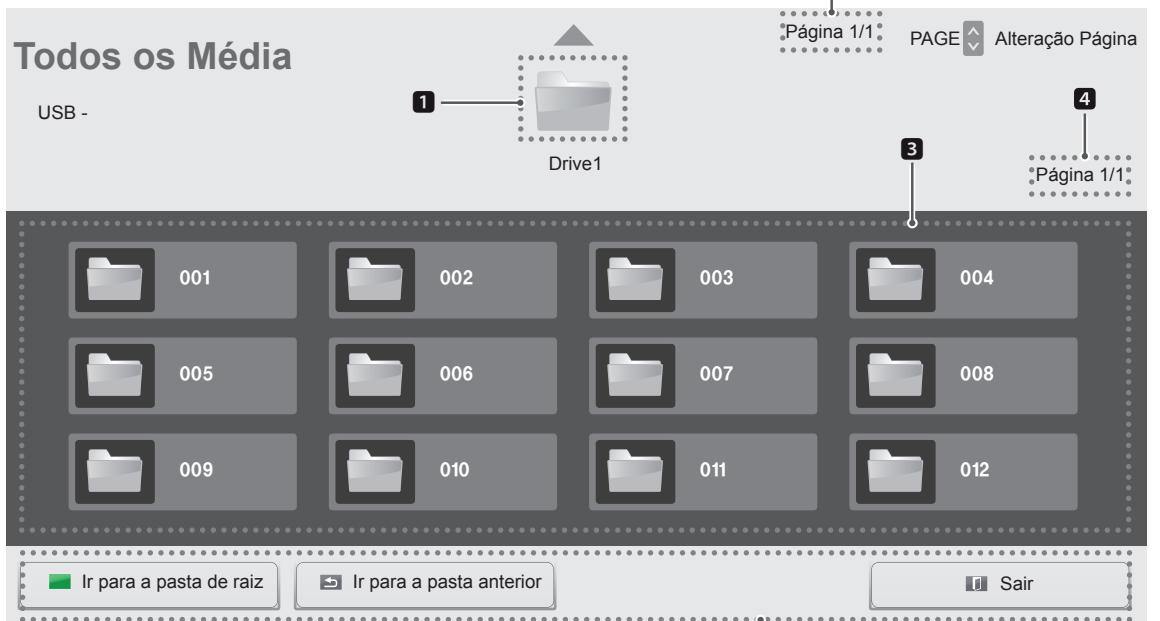 Página 1/1
PAGE Alteração Página
Todos os Média
USB -
1
4
Drive1
3
Página 1/1
001 002 003 004
005 006 007 008
009 010 011 012
Ir para a pasta de raiz Ir para a pasta anterior Sair